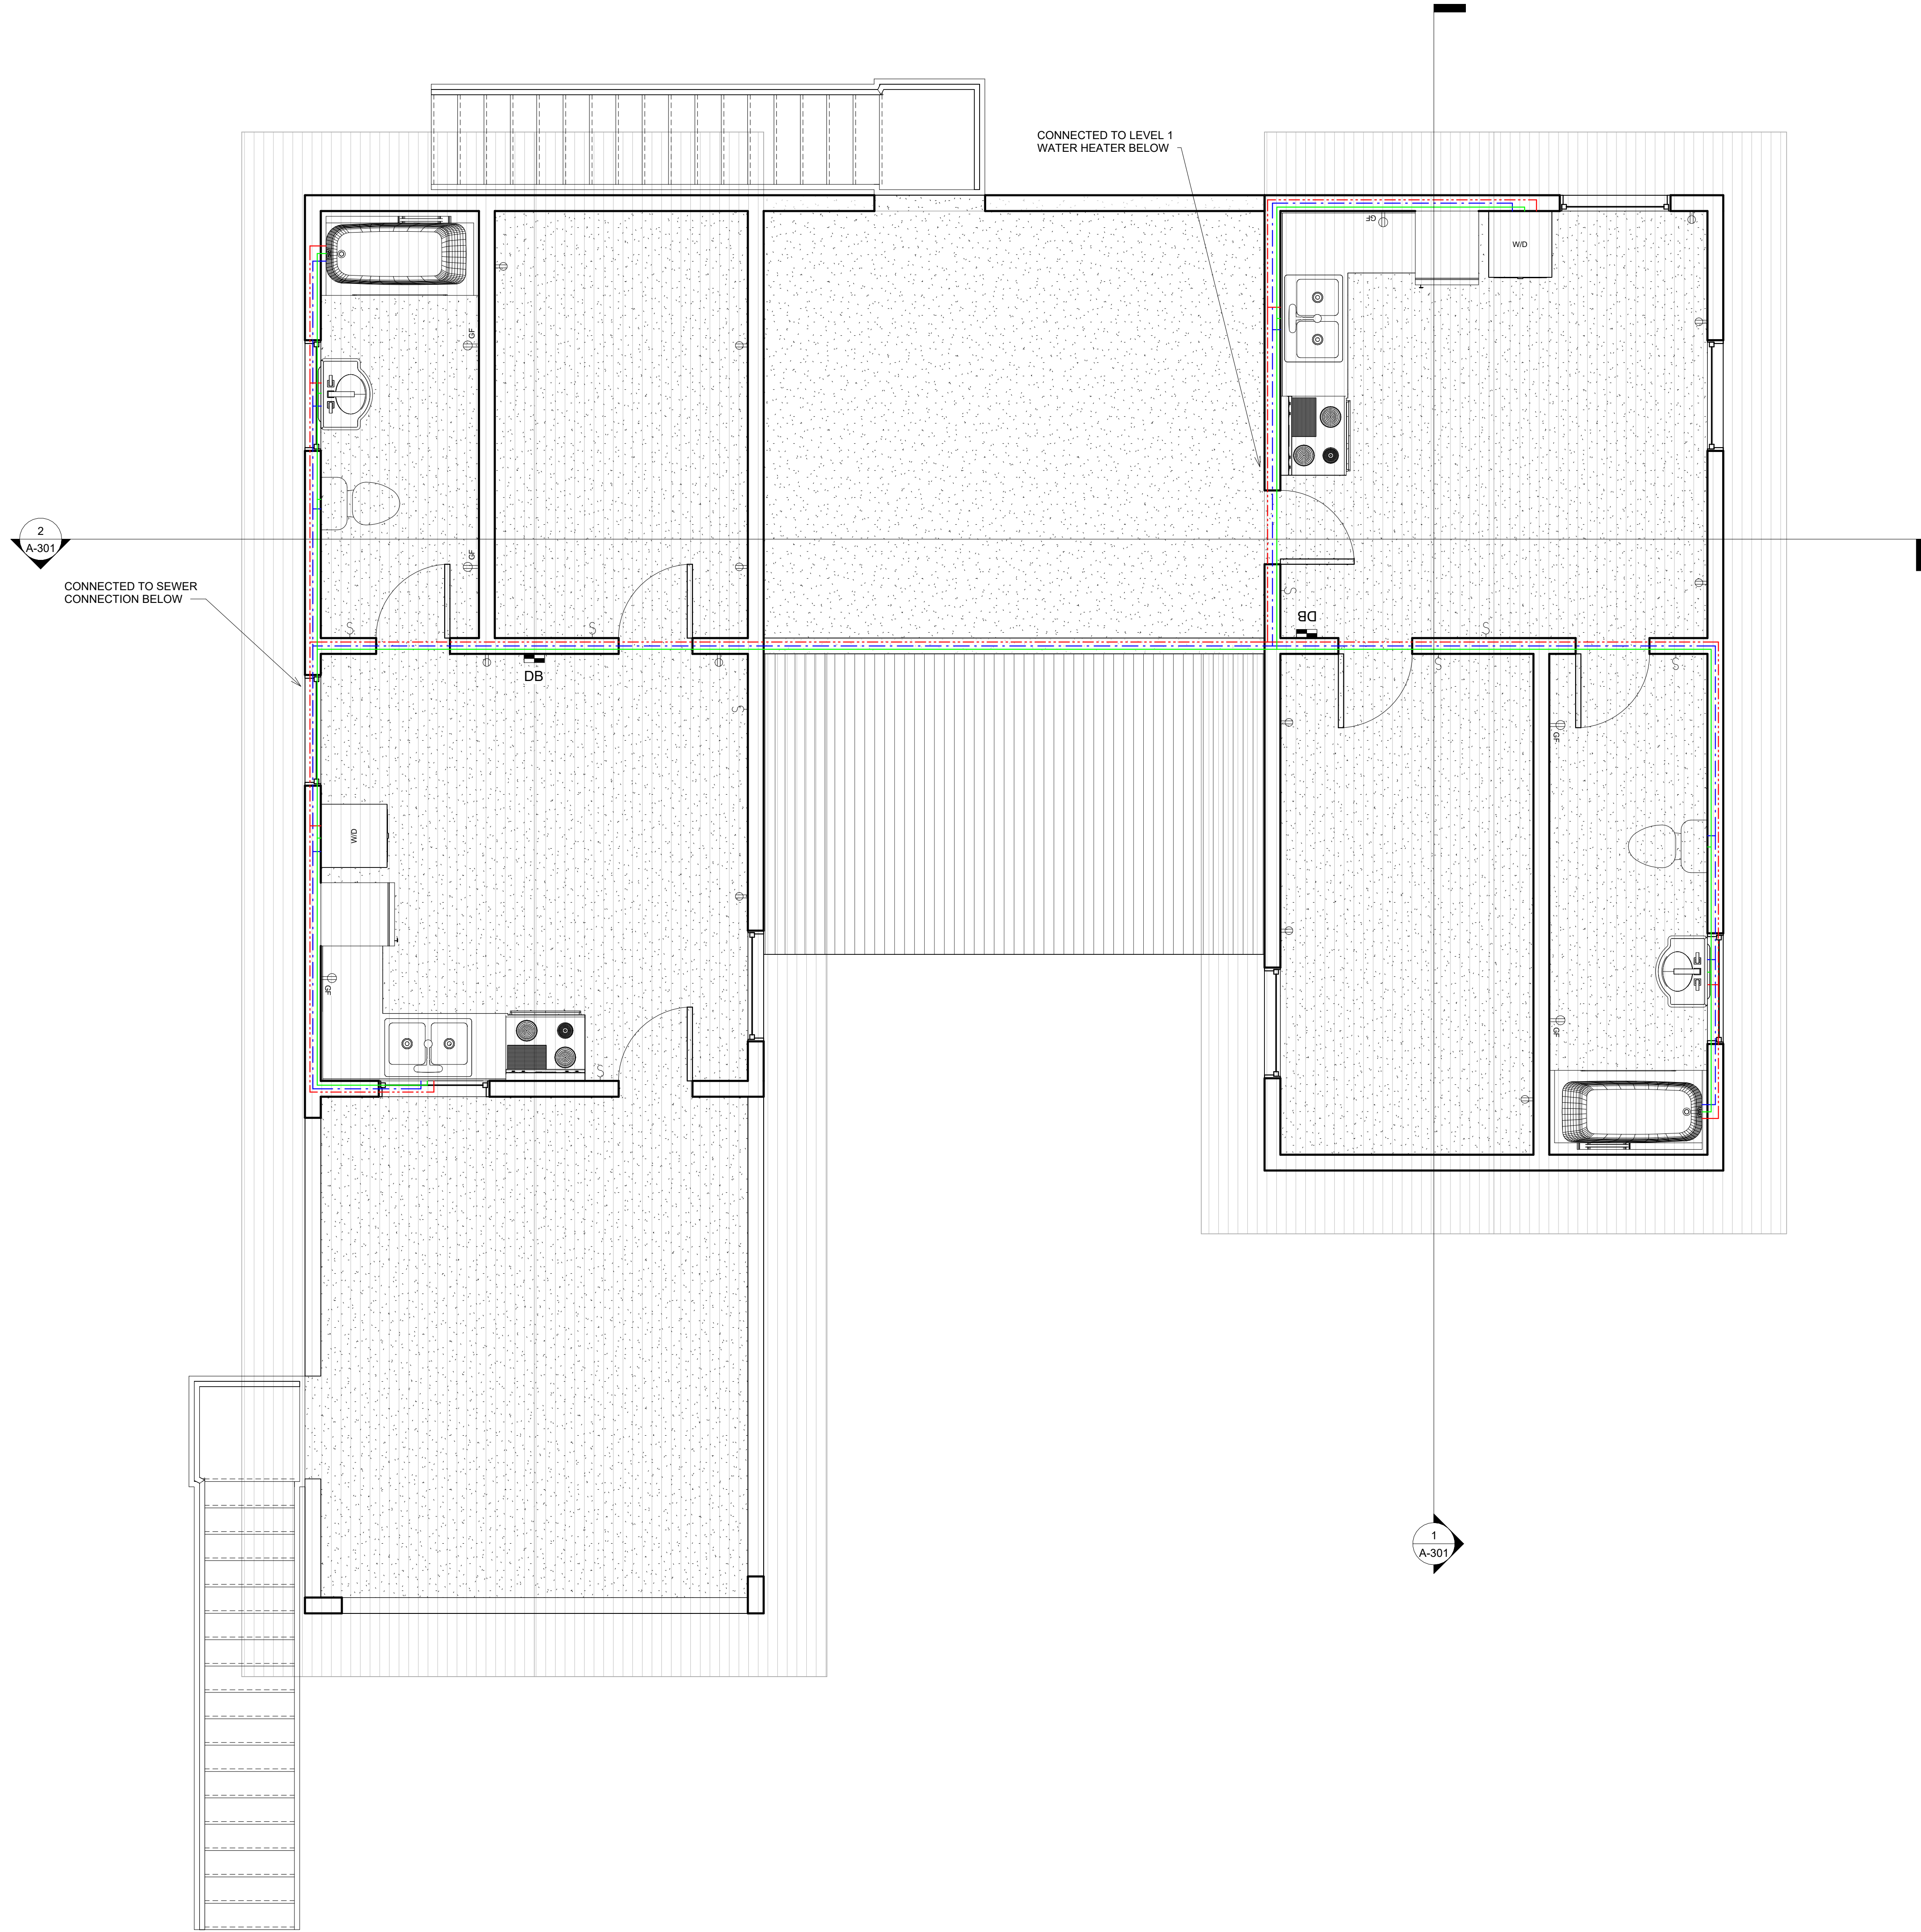 CONNECTED TO LEVEL 1
WATER HEATER BELOW
GF
W/D
GF
S
2
A-301
GF
CONNECTED TO SEWER
CONNECTION BELOW
S
S
S
DB
S
S
S
DB
S
GF
W/D
GF
GF
S
1
A-301